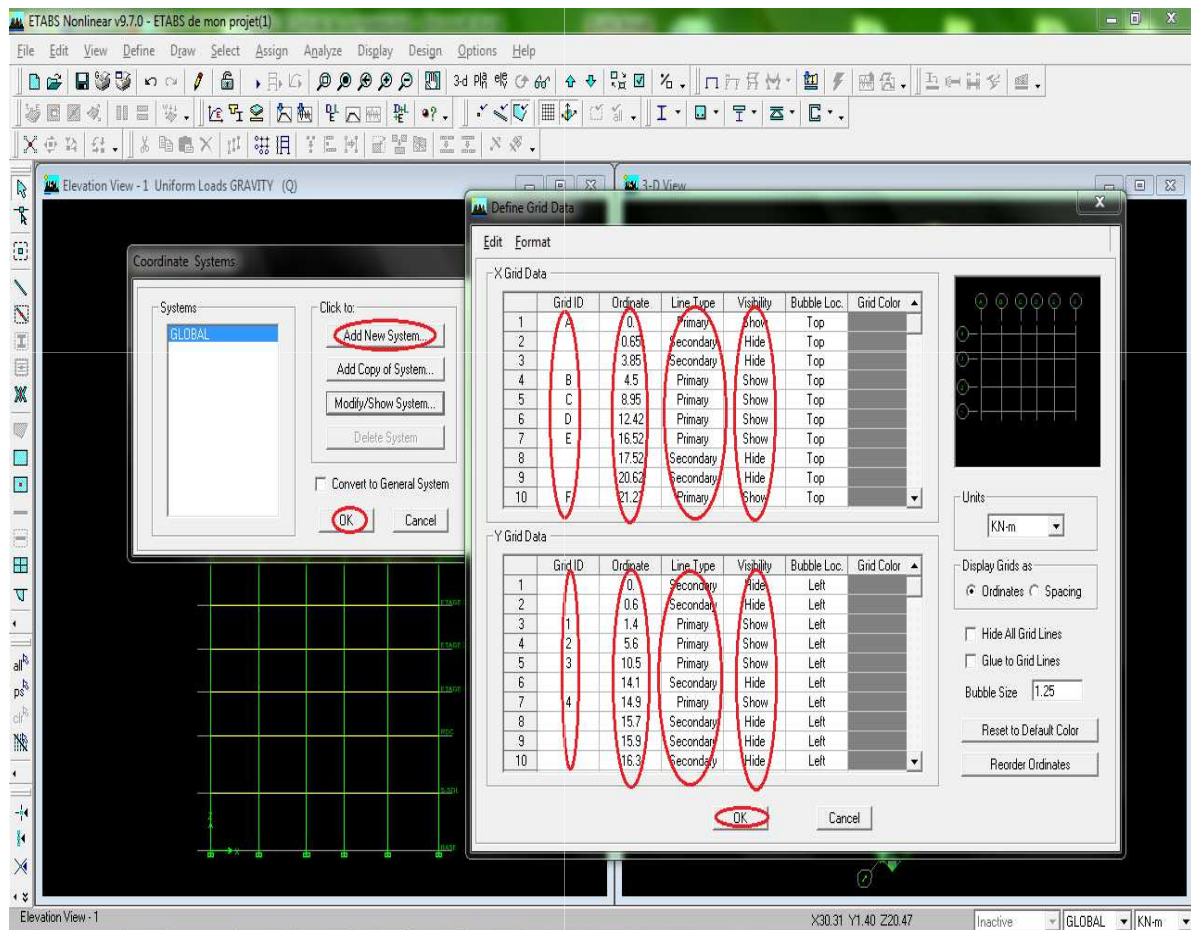 ETABS Nonlinear v9.7.0 - ETABS de mon projet(1)
File Edit View Define Draw Select Assign Analyze Display Design Options Help
Elevation View - 1 Uniform Loads GRAVITY (Q)
3-D View
Coordinate Systems
Systems
GLOBAL
Click to:
Add New System...
Add Copy of System...
Modify/Show System...
Delete System
Convert to General System
OK Cancel
Define Grid Data
Edit Format
X Grid Data
Grid ID Ordinate Line Type Visibility Bubble Loc. Grid Color
1 A 0. Primary Show Top
2 0.65 Secondary Hide Top
3 3.85 Secondary Hide Top
4 B 4.5 Primary Show Top
5 C 8.95 Primary Show Top
6 D 12.42 Primary Show Top
7 E 16.52 Primary Show Top
8 17.52 Secondary Hide Top
9 20.62 Secondary Hide Top
10 F 21.27 Primary Show Top
Y Grid Data
Grid ID Ordinate Line Type Visibility Bubble Loc. Grid Color
1 0. Secondary Hide Left
2 0.6 Secondary Hide Left
3 1 1.4 Primary Show Left
4 2 5.6 Primary Show Left
5 3 10.5 Primary Show Left
6 14.1 Secondary Hide Left
7 4 14.9 Primary Show Left
8 15.7 Secondary Hide Left
9 15.9 Secondary Hide Left
10 16.3 Secondary Hide Left
Units
KN-m
Display Grids as
Ordinates Spacing
Hide All Grid Lines
Glue to Grid Lines
Bubble Size 1.25
Reset to Default Color
Reorder Ordinates
OK Cancel
3-d
all
ps
clr
RDC
BASE
Z
X
Elevation View - 1
X30.31 Y1.40 Z20.47
Inactive
GLOBAL
KN-m